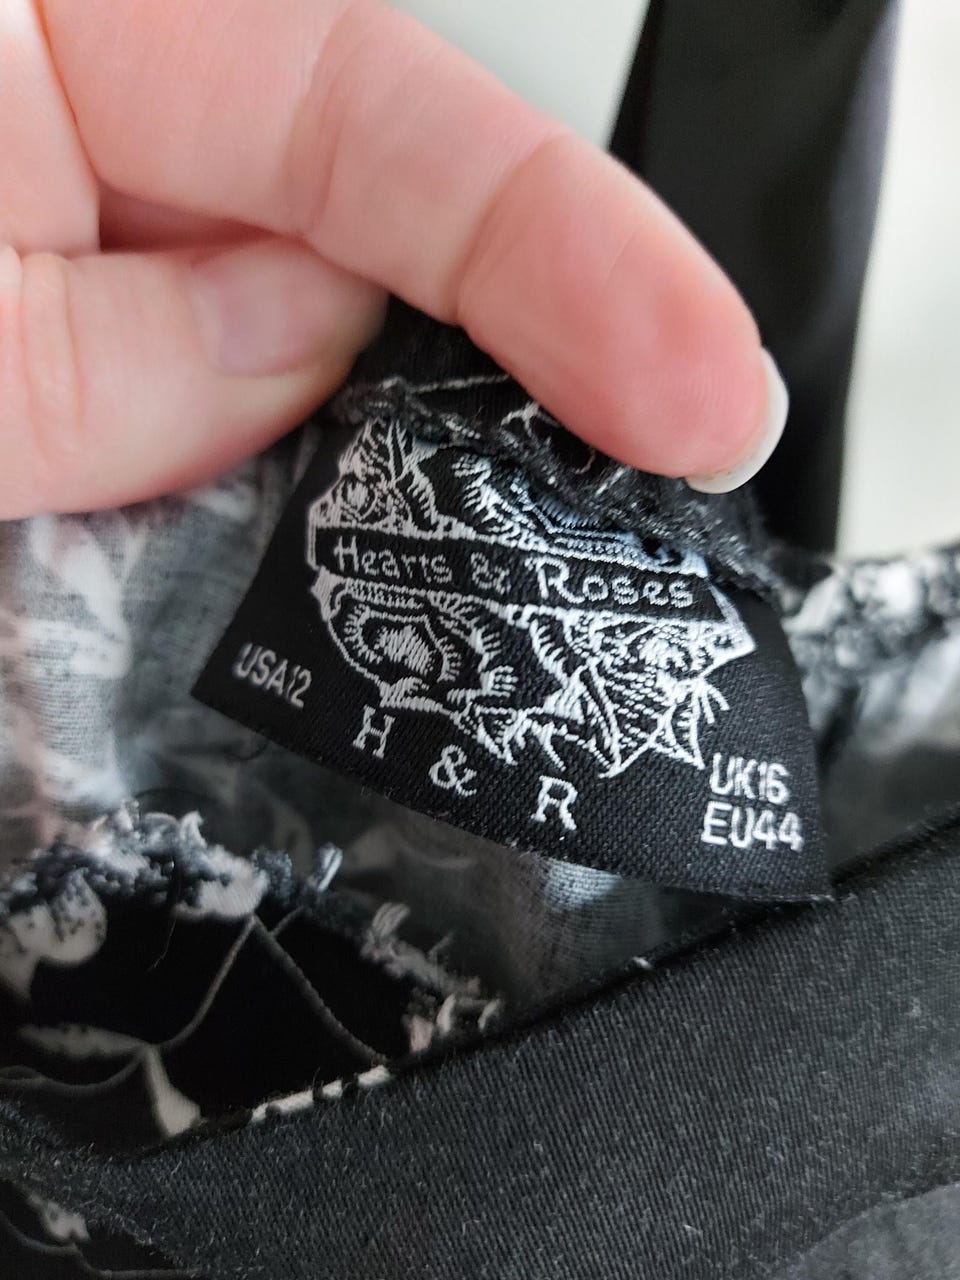 Hearts & Roses
USA12
H & R
UK16
EU44